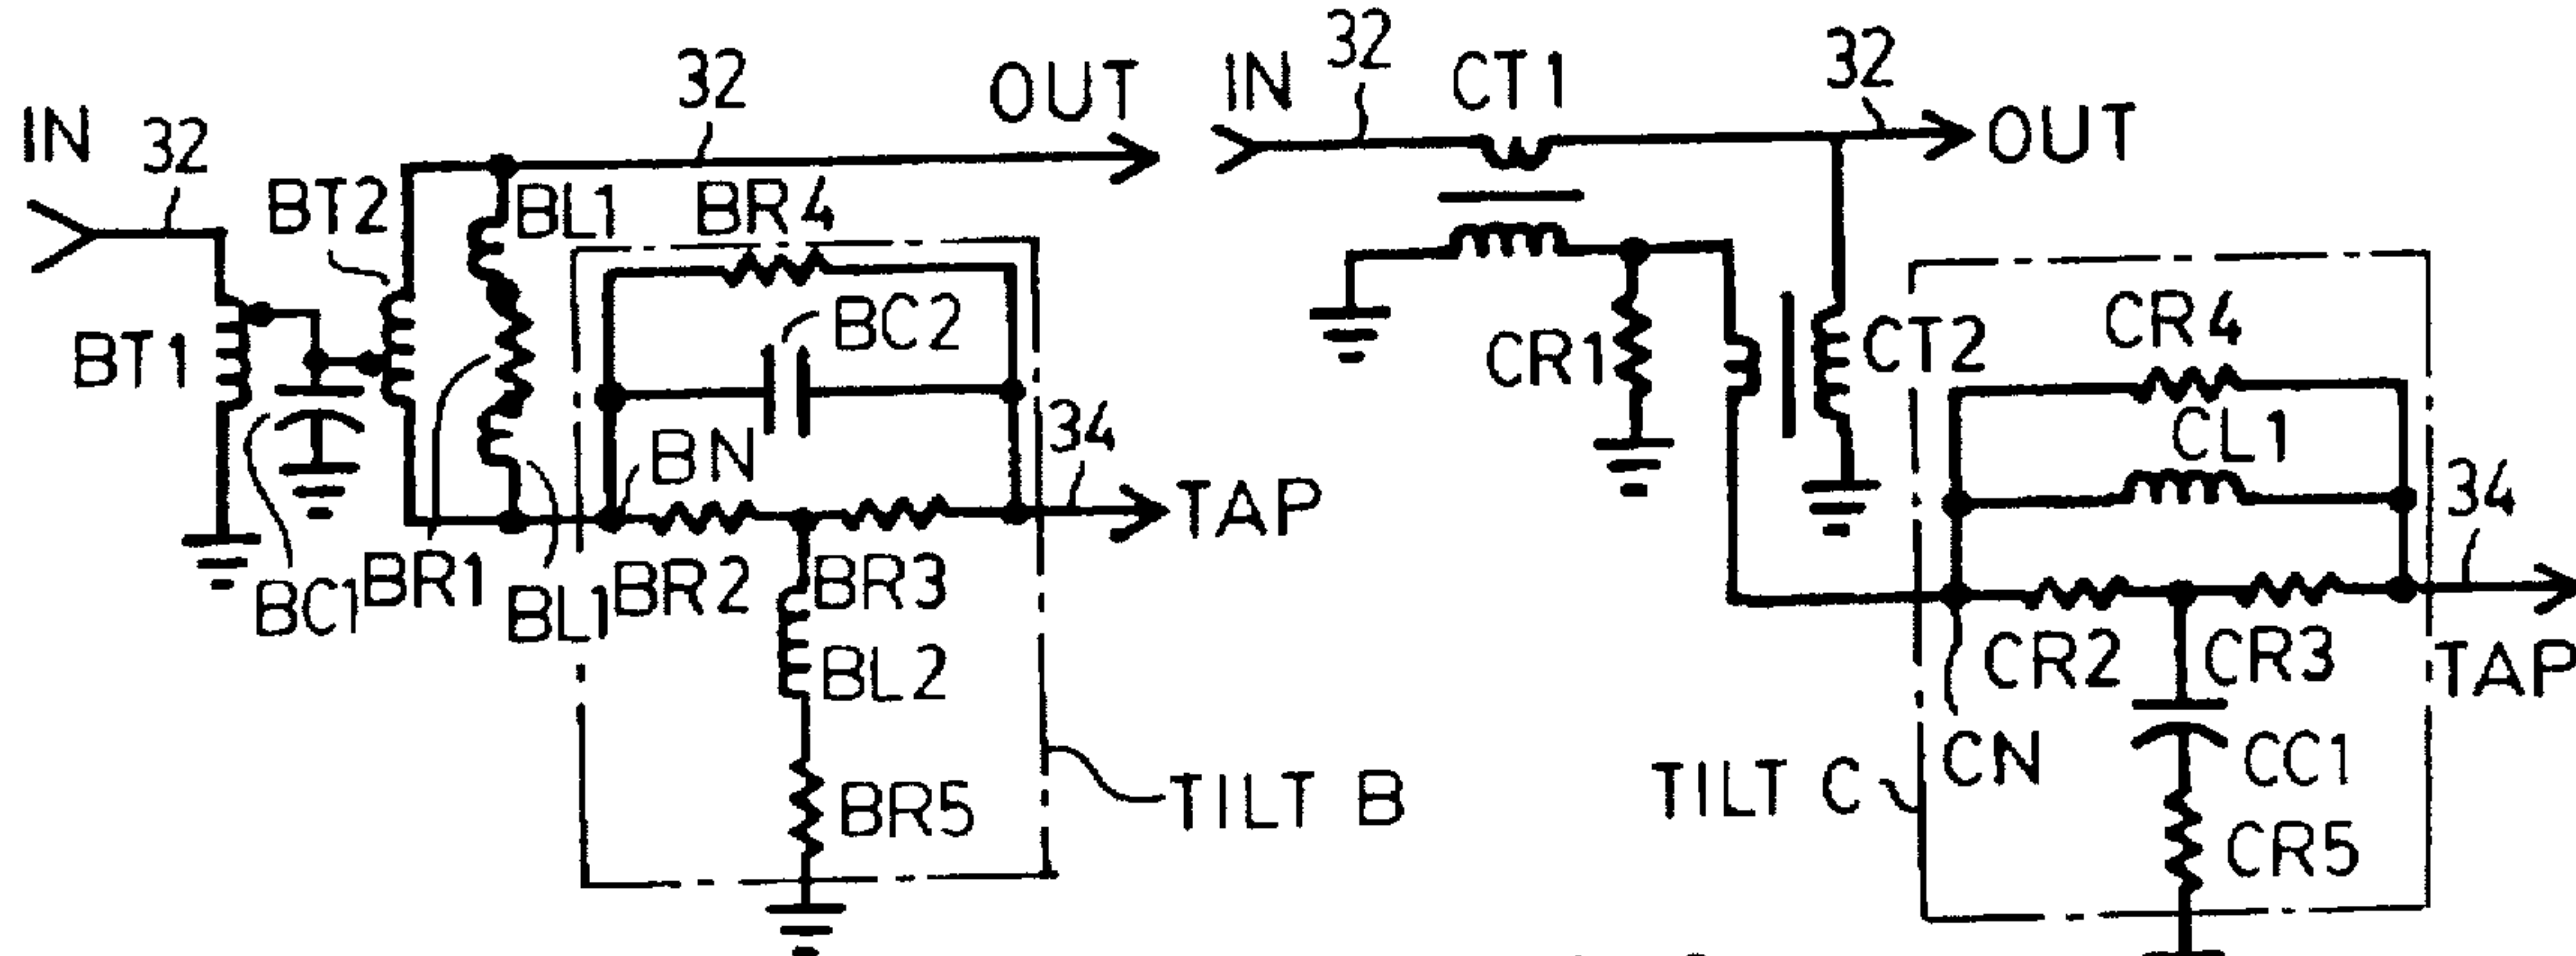 IN
32
BT2
BT1
BC1
BR1
BL1
BL1
32
OUT
BR4
BC2
BN
34
TAP
BR2
BR3
BL2
BR5
TILT B
IN
32
CT1
32
OUT
CR1
CT2
CR4
CL1
34
TAP
CR2
CR3
CN
CC1
CR5
TILT C